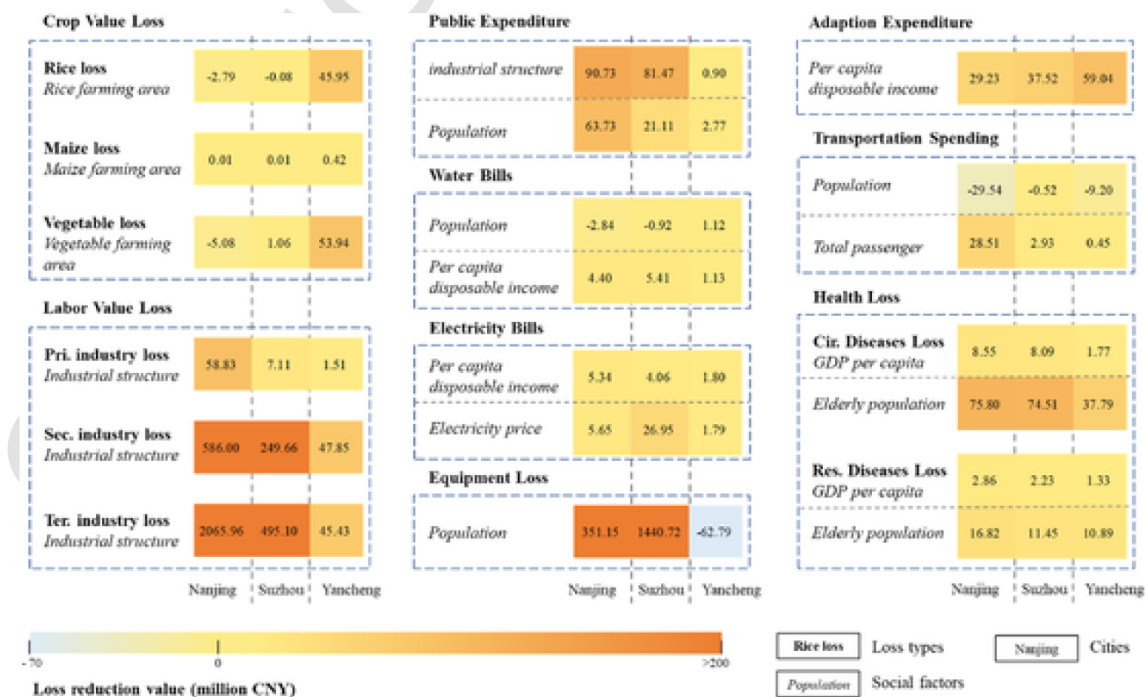 Crop Value Loss
Rice loss
Rice farming area
-2.79 -0.08 45.95
Maize loss
Maize farming area
0.01 0.01 0.42
Vegetable loss
Vegetable farming
area
-5.08 1.06 53.94
Labor Value Loss
Pri. industry loss
Industrial structure
58.83 7.11 1.51
Sec. industry loss
Industrial structure
586.00 249.66 47.85
Ter. industry loss
Industrial structure
2065.96 495.10 45.43
Nanjing Suzhou Yancheng
Public Expenditure
industrial structure
90.73 81.47 0.90
Population
63.73 21.11 2.77
Water Bills
Population
-2.84 -0.92 1.12
Per capita
disposable income
4.40 5.41 1.13
Electricity Bills
Per capita
disposable income
5.34 4.06 1.80
Electricity price
5.65 26.95 1.79
Equipment Loss
Population
351.15 1440.72 -62.79
Nanjing Suzhou Yancheng
Adaption Expenditure
Per capita
disposable income
29.23 37.52 59.04
Transportation Spending
Population
-29.54 -0.52 -9.20
Total passenger
28.51 2.93 0.45
Health Loss
Cir. Diseases Loss
GDP per capita
8.55 8.09 1.77
Elderly population
75.80 74.51 37.79
Res. Diseases Loss
GDP per capita
2.86 2.23 1.33
Elderly population
16.82 11.45 10.89
Nanjing Suzhou Yancheng
-70 0 >200
Loss reduction value (million CNY)
Rice loss Loss types
Nanjing Cities
Population Social factors